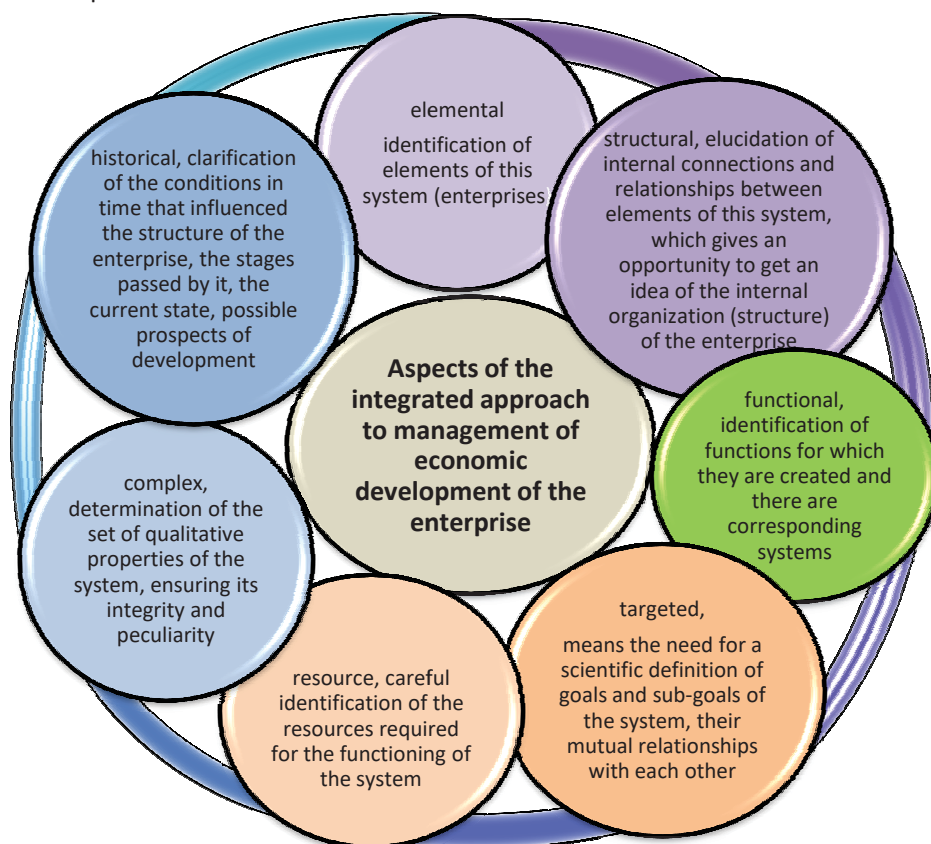 elemental
identification of
elements of this
system (enterprises
structural, elucidation of
internal connections and
relationships between
elements of this system,
which gives an
opportunity to get an
idea of the internal
organization (structure)
of the enterprise
functional,
identification of
functions for which
they are created and
there are
corresponding
systems
targeted,
means the need for a
scientific definition of
goals and sub-goals of
the system, their
mutual relationships
with each other
resource, careful
identification of the
resources required
for the functioning of
the system
complex,
determination of the
set of qualitative
properties of the
system, ensuring its
integrity and
peculiarity
historical, clarification
of the conditions in
time that influenced
the structure of the
enterprise, the stages
passed by it, the
current state, possible
prospects of
development
Aspects of the
integrated approach
to management of
economic
development of the
enterprise